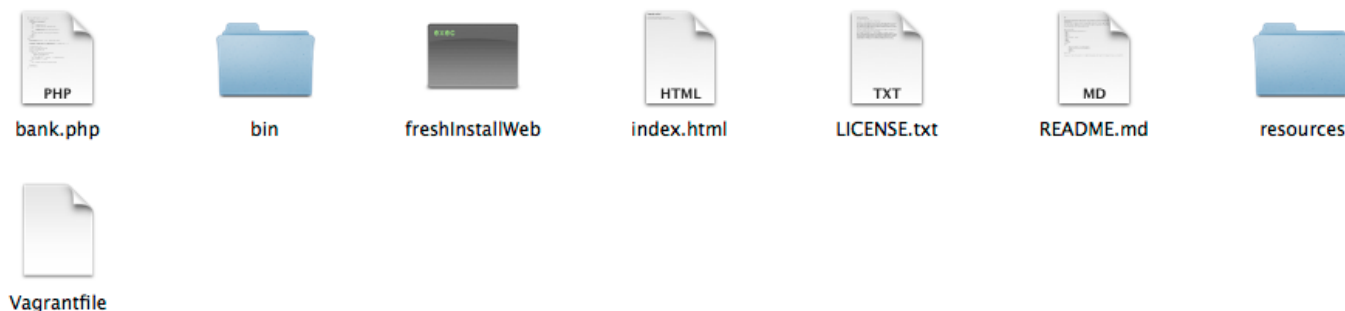 PHP
bank.php
bin
exec
freshInstallWeb
HTML
index.html
TXT
LICENSE.txt
MD
README.md
resources
Vagrantfile